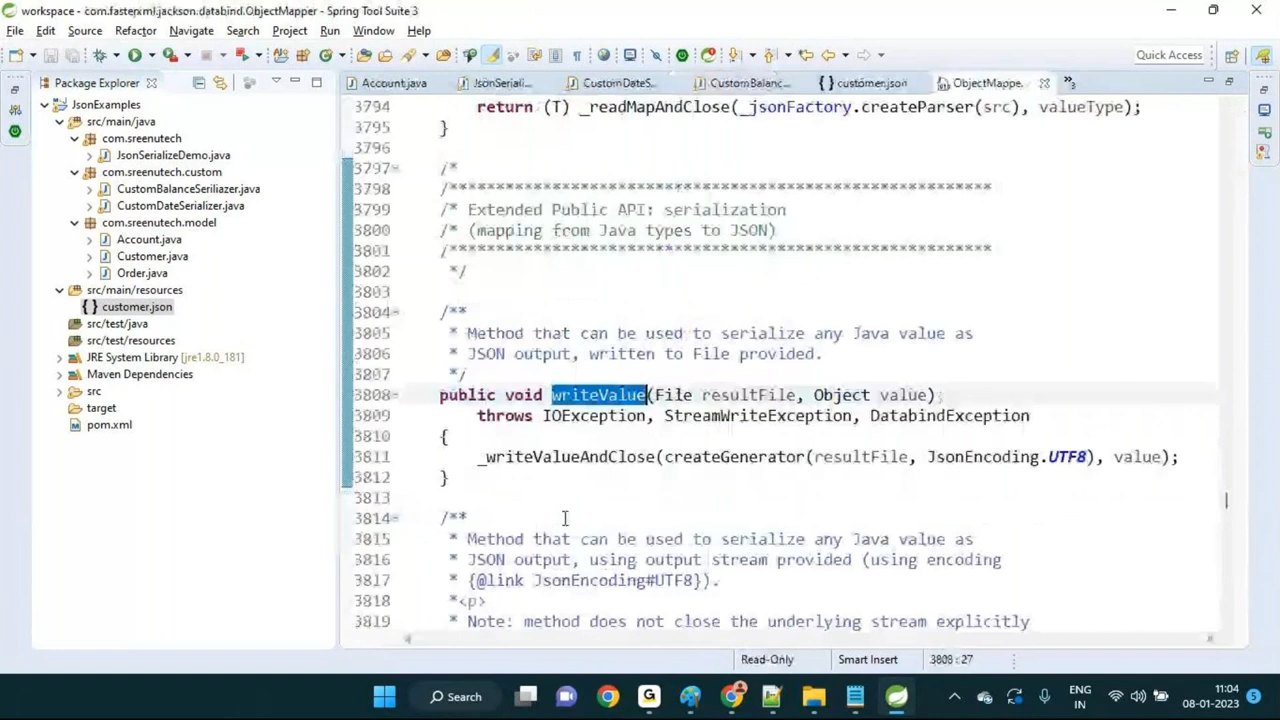 workspace - com.fasterxml.jackson.databind.ObjectMapper - Spring Tool Suite 3
File Edit Source Refactor Navigate Search Project Run Window Help
Quick Access
Package Explorer
JsonExamples
src/main/java
com.sreenutech
JsonSerializeDemo.java
com.sreenutech.custom
CustomBalanceSeriliazer.java
CustomDateSerializer.java
com.sreenutech.model
Account.java
Customer.java
Order.java
src/main/resources
{ } customer.json
src/test/java
src/test/resources
JRE System Library [jre1.8.0_181]
Maven Dependencies
src
target
pom.xml
Account.java JsonSeriali... CustomDateS... CustomBalanc... { } customer.json ObjectMappe... »3
3794 return (T) _readMapAndClose(_jsonFactory.createParser(src), valueType);
3795 }
3796
3797 /*
3798 /**********************************************************
3799 /* Extended Public API: serialization
3800 /* (mapping from Java types to JSON)
3801 /**********************************************************
3802 */
3803
3804 /**
3805 * Method that can be used to serialize any Java value as
3806 * JSON output, written to File provided.
3807 */
3808 public void writeValue(File resultFile, Object value)
3809 throws IOException, StreamWriteException, DatabindException
3810 {
3811 _writeValueAndClose(createGenerator(resultFile, JsonEncoding.UTF8), value);
3812 }
3813
3814 /**
3815 * Method that can be used to serialize any Java value as
3816 * JSON output, using output stream provided (using encoding
3817 * {@link JsonEncoding#UTF8}).
3818 *<p>
3819 * Note: method does not close the underlying stream explicitly
Read-Only Smart Insert 3808 : 27
Search
ENG
IN
11:04
08-01-2023
5